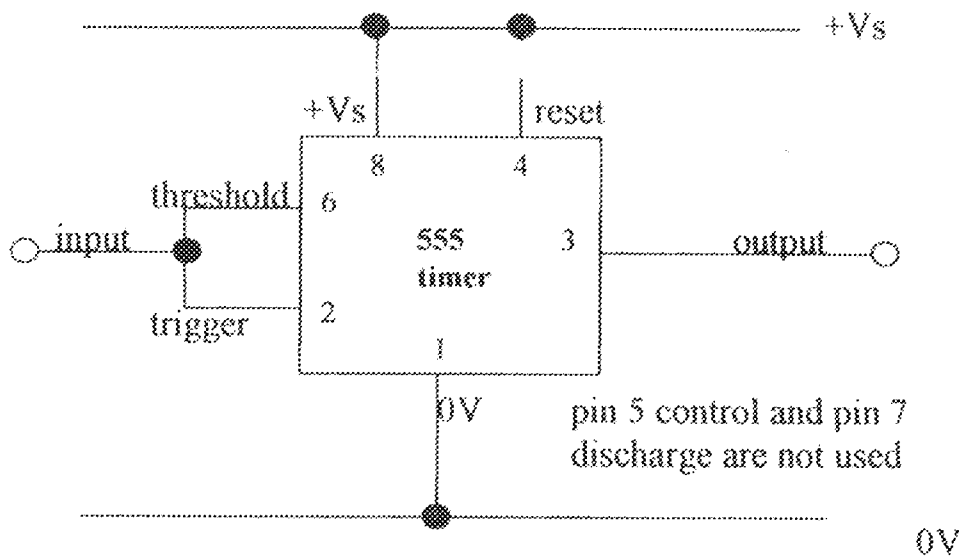 +Vs
+Vs
reset
8
4
threshold
6
input
555
timer
3
output
trigger
2
1
0V
pin 5 control and pin 7
discharge are not used
0V